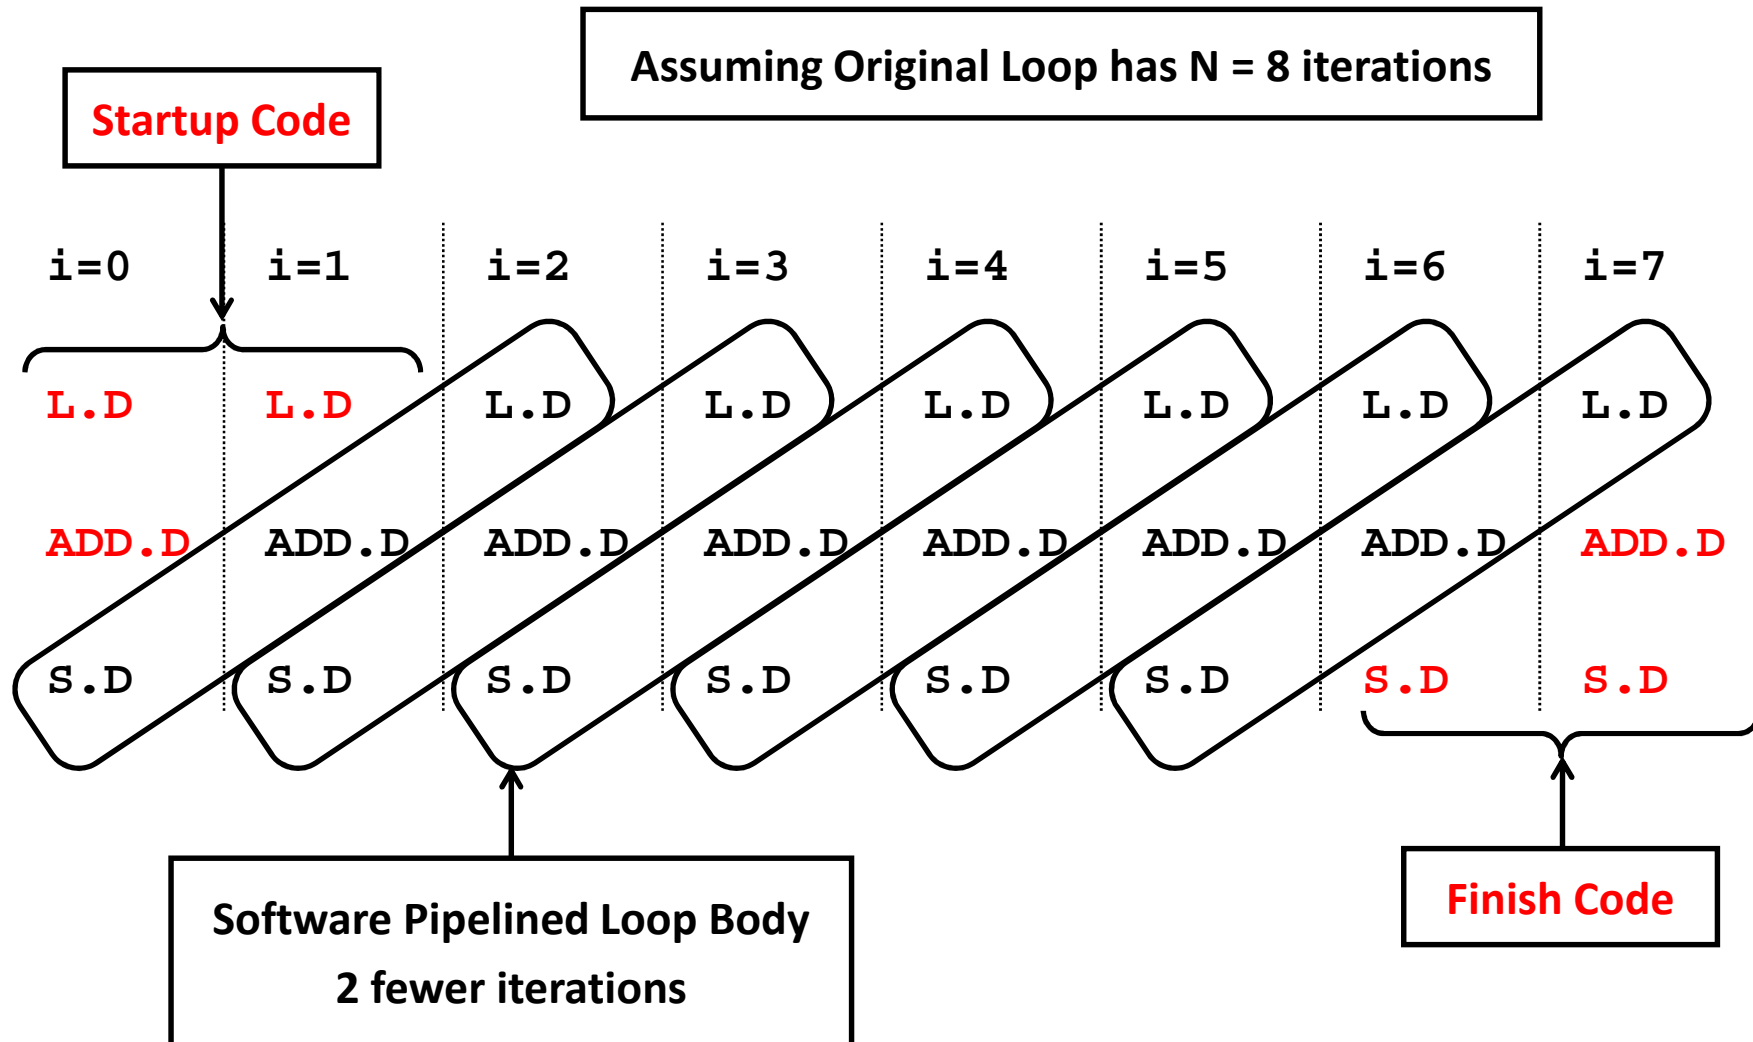 Assuming Original Loop has N = 8 iterations
Startup Code
i=0 i=1 i=2 i=3 i=4 i=5 i=6 i=7
L.D L.D L.D L.D L.D L.D L.D L.D
ADD.D ADD.D ADD.D ADD.D ADD.D ADD.D ADD.D ADD.D
S.D S.D S.D S.D S.D S.D S.D S.D
Software Pipelined Loop Body
2 fewer iterations
Finish Code